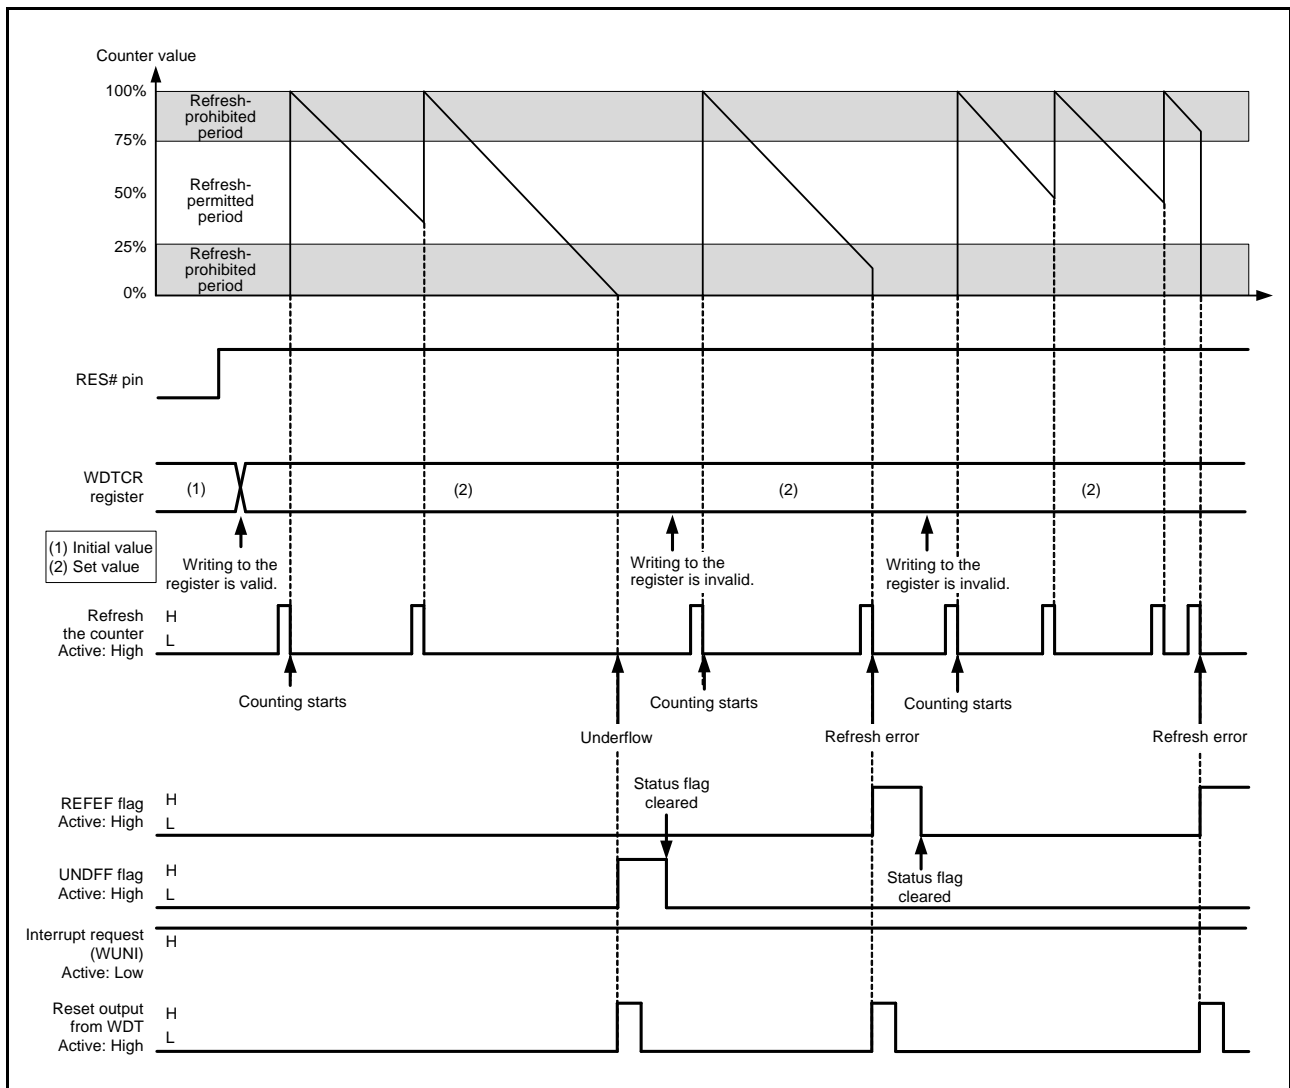 Counter value
100%
Refresh-
prohibited
period
75%
Refresh-
permitted
period
50%
25%
Refresh-
prohibited
period
0%
RES# pin
WDTCR
register
(1)
(2)
(2)
(2)
(1) Initial value
(2) Set value
Writing to the
register is valid.
Writing to the
register is invalid.
Writing to the
register is invalid.
Refresh
the counter
Active: High
H
L
Counting starts
Counting starts
Counting starts
Underflow
Refresh error
Refresh error
Status flag
cleared
REFEF flag
Active: High
H
L
Status flag
cleared
UNDFF flag
Active: High
H
L
Interrupt request
(WUNI)
Active: Low
H
Reset output
from WDT
Active: High
H
L